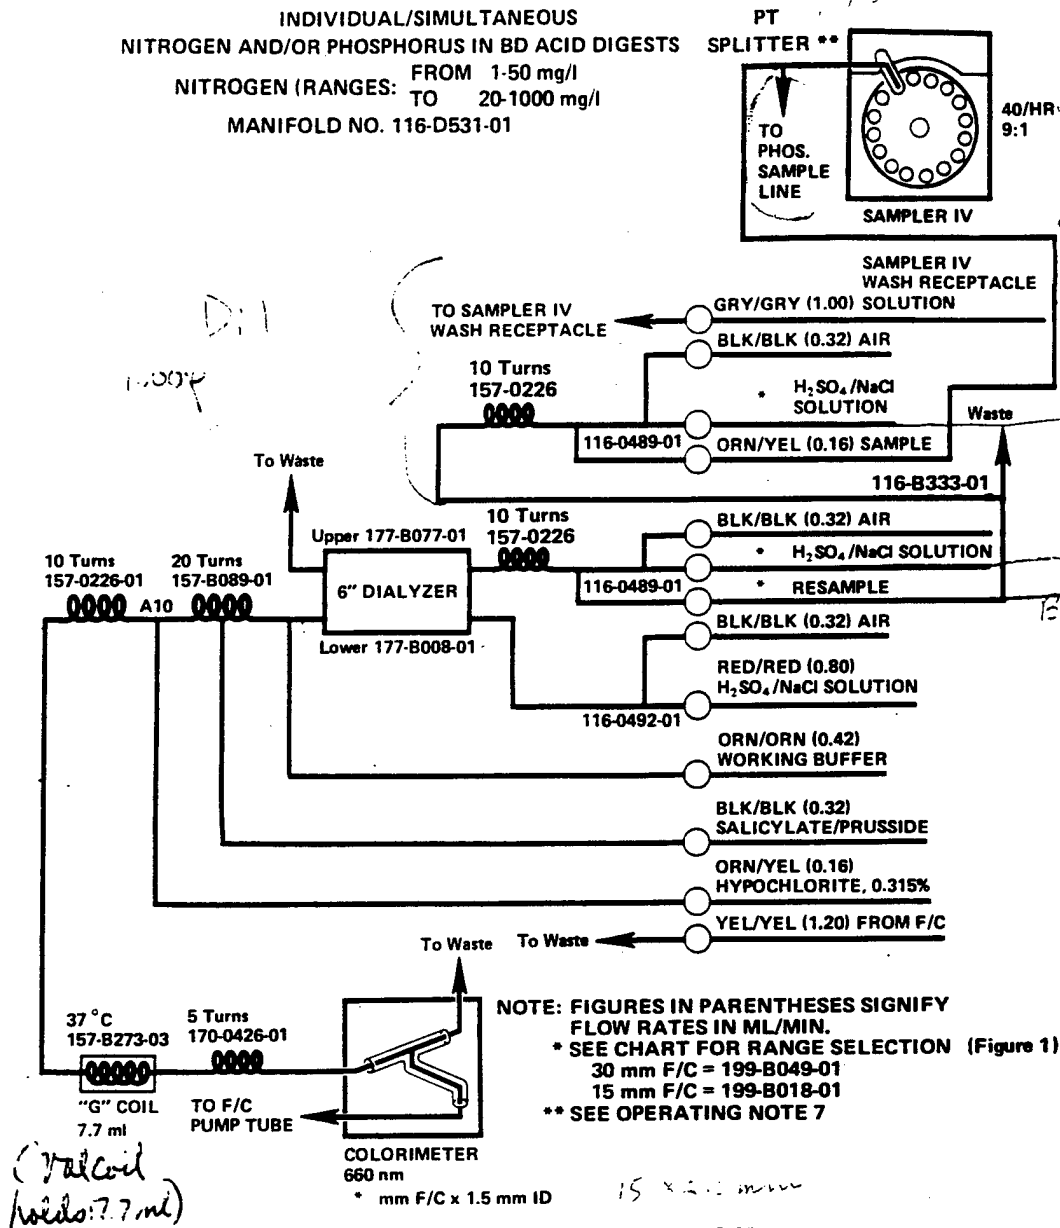 INDIVIDUAL/SIMULTANEOUS
NITROGEN AND/OR PHOSPHORUS IN BD ACID DIGESTS
NITROGEN (RANGES: FROM 1-50 mg/l
TO 20-1000 mg/l
MANIFOLD NO. 116-D531-01
PT
SPLITTER **
TO
PHOS.
SAMPLE
LINE
40/HR
9:1
SAMPLER IV
SAMPLER IV
WASH RECEPTACLE
GRY/GRY (1.00) SOLUTION
TO SAMPLER IV
WASH RECEPTACLE
BLK/BLK (0.32) AIR
10 Turns
157-0226
* H₂SO₄/NaCl
SOLUTION
Waste
116-0489-01
ORN/YEL (0.16) SAMPLE
116-B333-01
To Waste
10 Turns
157-0226
Upper 177-B077-01
BLK/BLK (0.32) AIR
* H₂SO₄/NaCl SOLUTION
116-0489-01
* RESAMPLE
10 Turns
157-0226-01
20 Turns
157-B089-01
A10
6" DIALYZER
Lower 177-B008-01
BLK/BLK (0.32) AIR
RED/RED (0.80)
H₂SO₄/NaCl SOLUTION
116-0492-01
ORN/ORN (0.42)
WORKING BUFFER
BLK/BLK (0.32)
SALICYLATE/PRUSSIDE
ORN/YEL (0.16)
HYPOCHLORITE, 0.315%
YEL/YEL (1.20) FROM F/C
To Waste
To Waste
37 °C
157-B273-03
5 Turns
170-0426-01
"G" COIL
7.7 ml
TO F/C
PUMP TUBE
COLORIMETER
660 nm
* mm F/C x 1.5 mm ID
NOTE: FIGURES IN PARENTHESES SIGNIFY
FLOW RATES IN ML/MIN.
* SEE CHART FOR RANGE SELECTION (Figure 1)
30 mm F/C = 199-B049-01
15 mm F/C = 199-B018-01
** SEE OPERATING NOTE 7
holds: 7.7 ml)